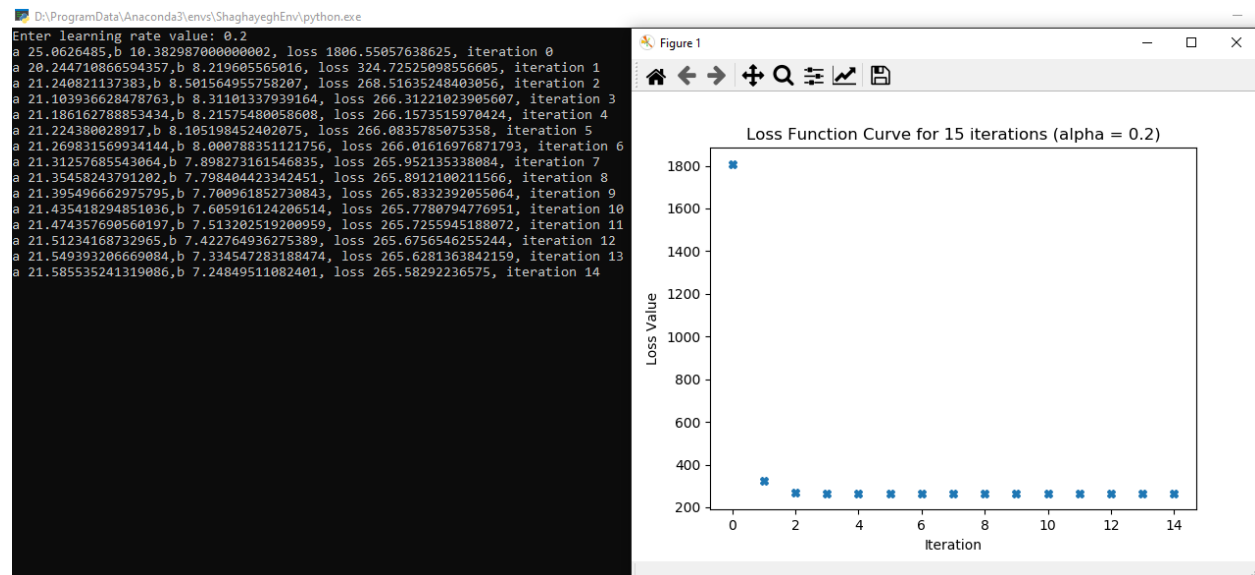 D:\ProgramData\Anaconda3\envs\ShaghayeghEnv\python.exe
Enter learning rate value: 0.2
a 25.0626485,b 10.382987000000002, loss 1806.55057638625, iteration 0
a 20.244710866594357,b 8.219605565016, loss 324.72525098556605, iteration 1
a 21.240821137383,b 8.501564955758207, loss 268.51635248403056, iteration 2
a 21.103936628478763,b 8.31101337939164, loss 266.31221023905607, iteration 3
a 21.186162788853434,b 8.21575480058608, loss 266.1573515970424, iteration 4
a 21.224380028917,b 8.105198452402075, loss 266.0835785075358, iteration 5
a 21.269831569934144,b 8.000788351121756, loss 266.01616976871793, iteration 6
a 21.31257685543064,b 7.898273161546835, loss 265.952135338084, iteration 7
a 21.35458243791202,b 7.798404423342451, loss 265.8912100211566, iteration 8
a 21.395496662975795,b 7.700961852730843, loss 265.8332392055064, iteration 9
a 21.435418294851036,b 7.605916124206514, loss 265.7780794776951, iteration 10
a 21.474357690560197,b 7.513202519200959, loss 265.7255945188072, iteration 11
a 21.51234168732965,b 7.422764936275389, loss 265.6756546255244, iteration 12
a 21.549393206669084,b 7.334547283188474, loss 265.6281363842159, iteration 13
a 21.585535241319086,b 7.24849511082401, loss 265.58292236575, iteration 14
Figure 1
Loss Function Curve for 15 iterations (alpha = 0.2)
Loss Value
1800
1600
1400
1200
1000
800
600
400
200
0 2 4 6 8 10 12 14
Iteration